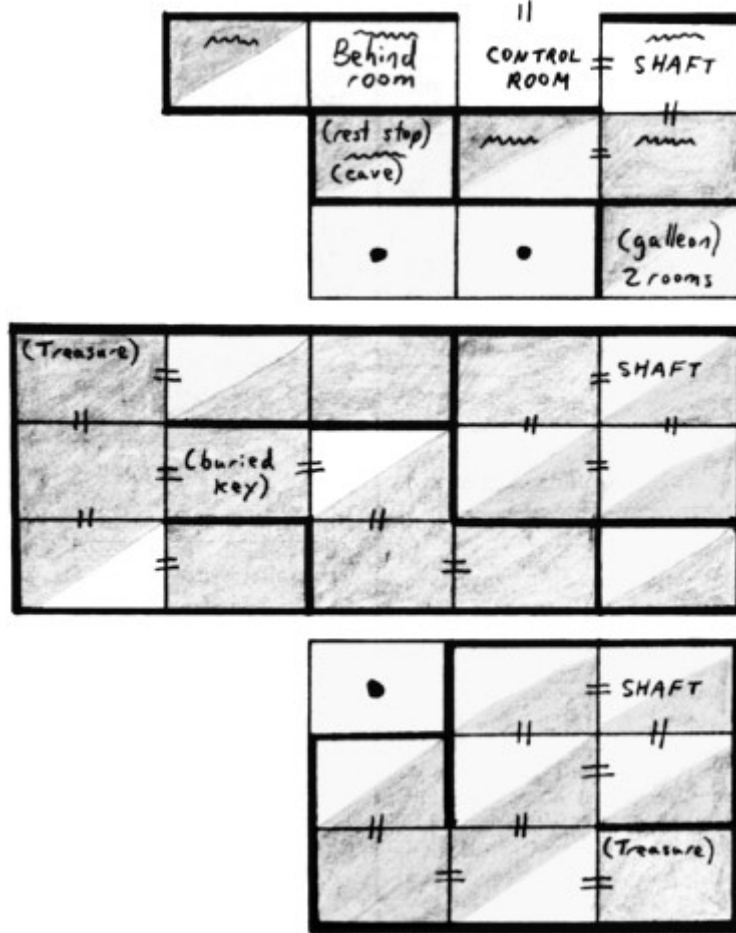 Behind
room
CONTROL
ROOM
SHAFT
(rest stop)
(cave)
(galleon)
2 rooms
(Treasure)
SHAFT
(buried
key)
SHAFT
(Treasure)